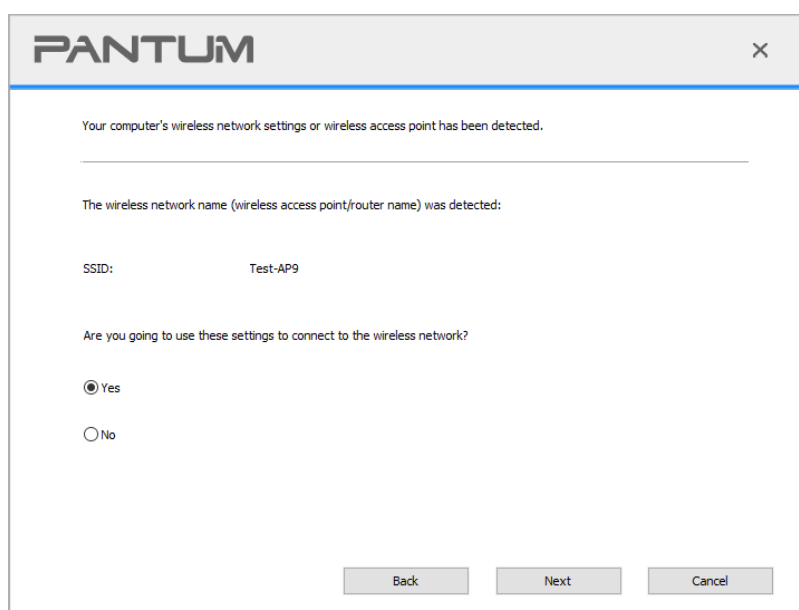 PANTUM
Your computer's wireless network settings or wireless access point has been detected.
The wireless network name (wireless access point/router name) was detected:
SSID: Test-AP9
Are you going to use these settings to connect to the wireless network?
Yes
No
Back Next Cancel